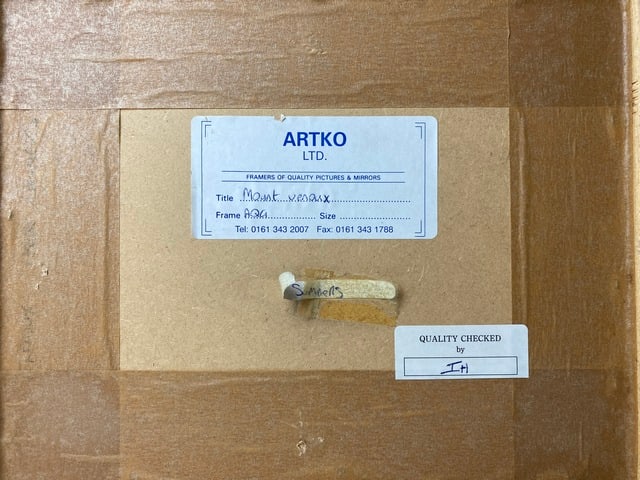 ARTKO
LTD.
FRAMERS OF QUALITY PICTURES & MIRRORS
Title Mount
Frame Size
Tel: 0161 343 2007 Fax: 0161 343 1788
QUALITY CHECKED
by
IH